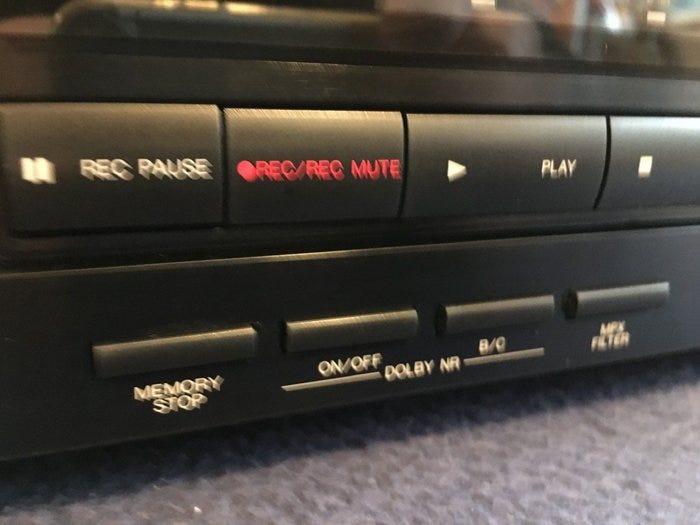 REC PAUSE
REC/REC MUTE
PLAY
MEMORY
STOP
ON/OFF
DOLBY NR
B/C
MPX
FILTER